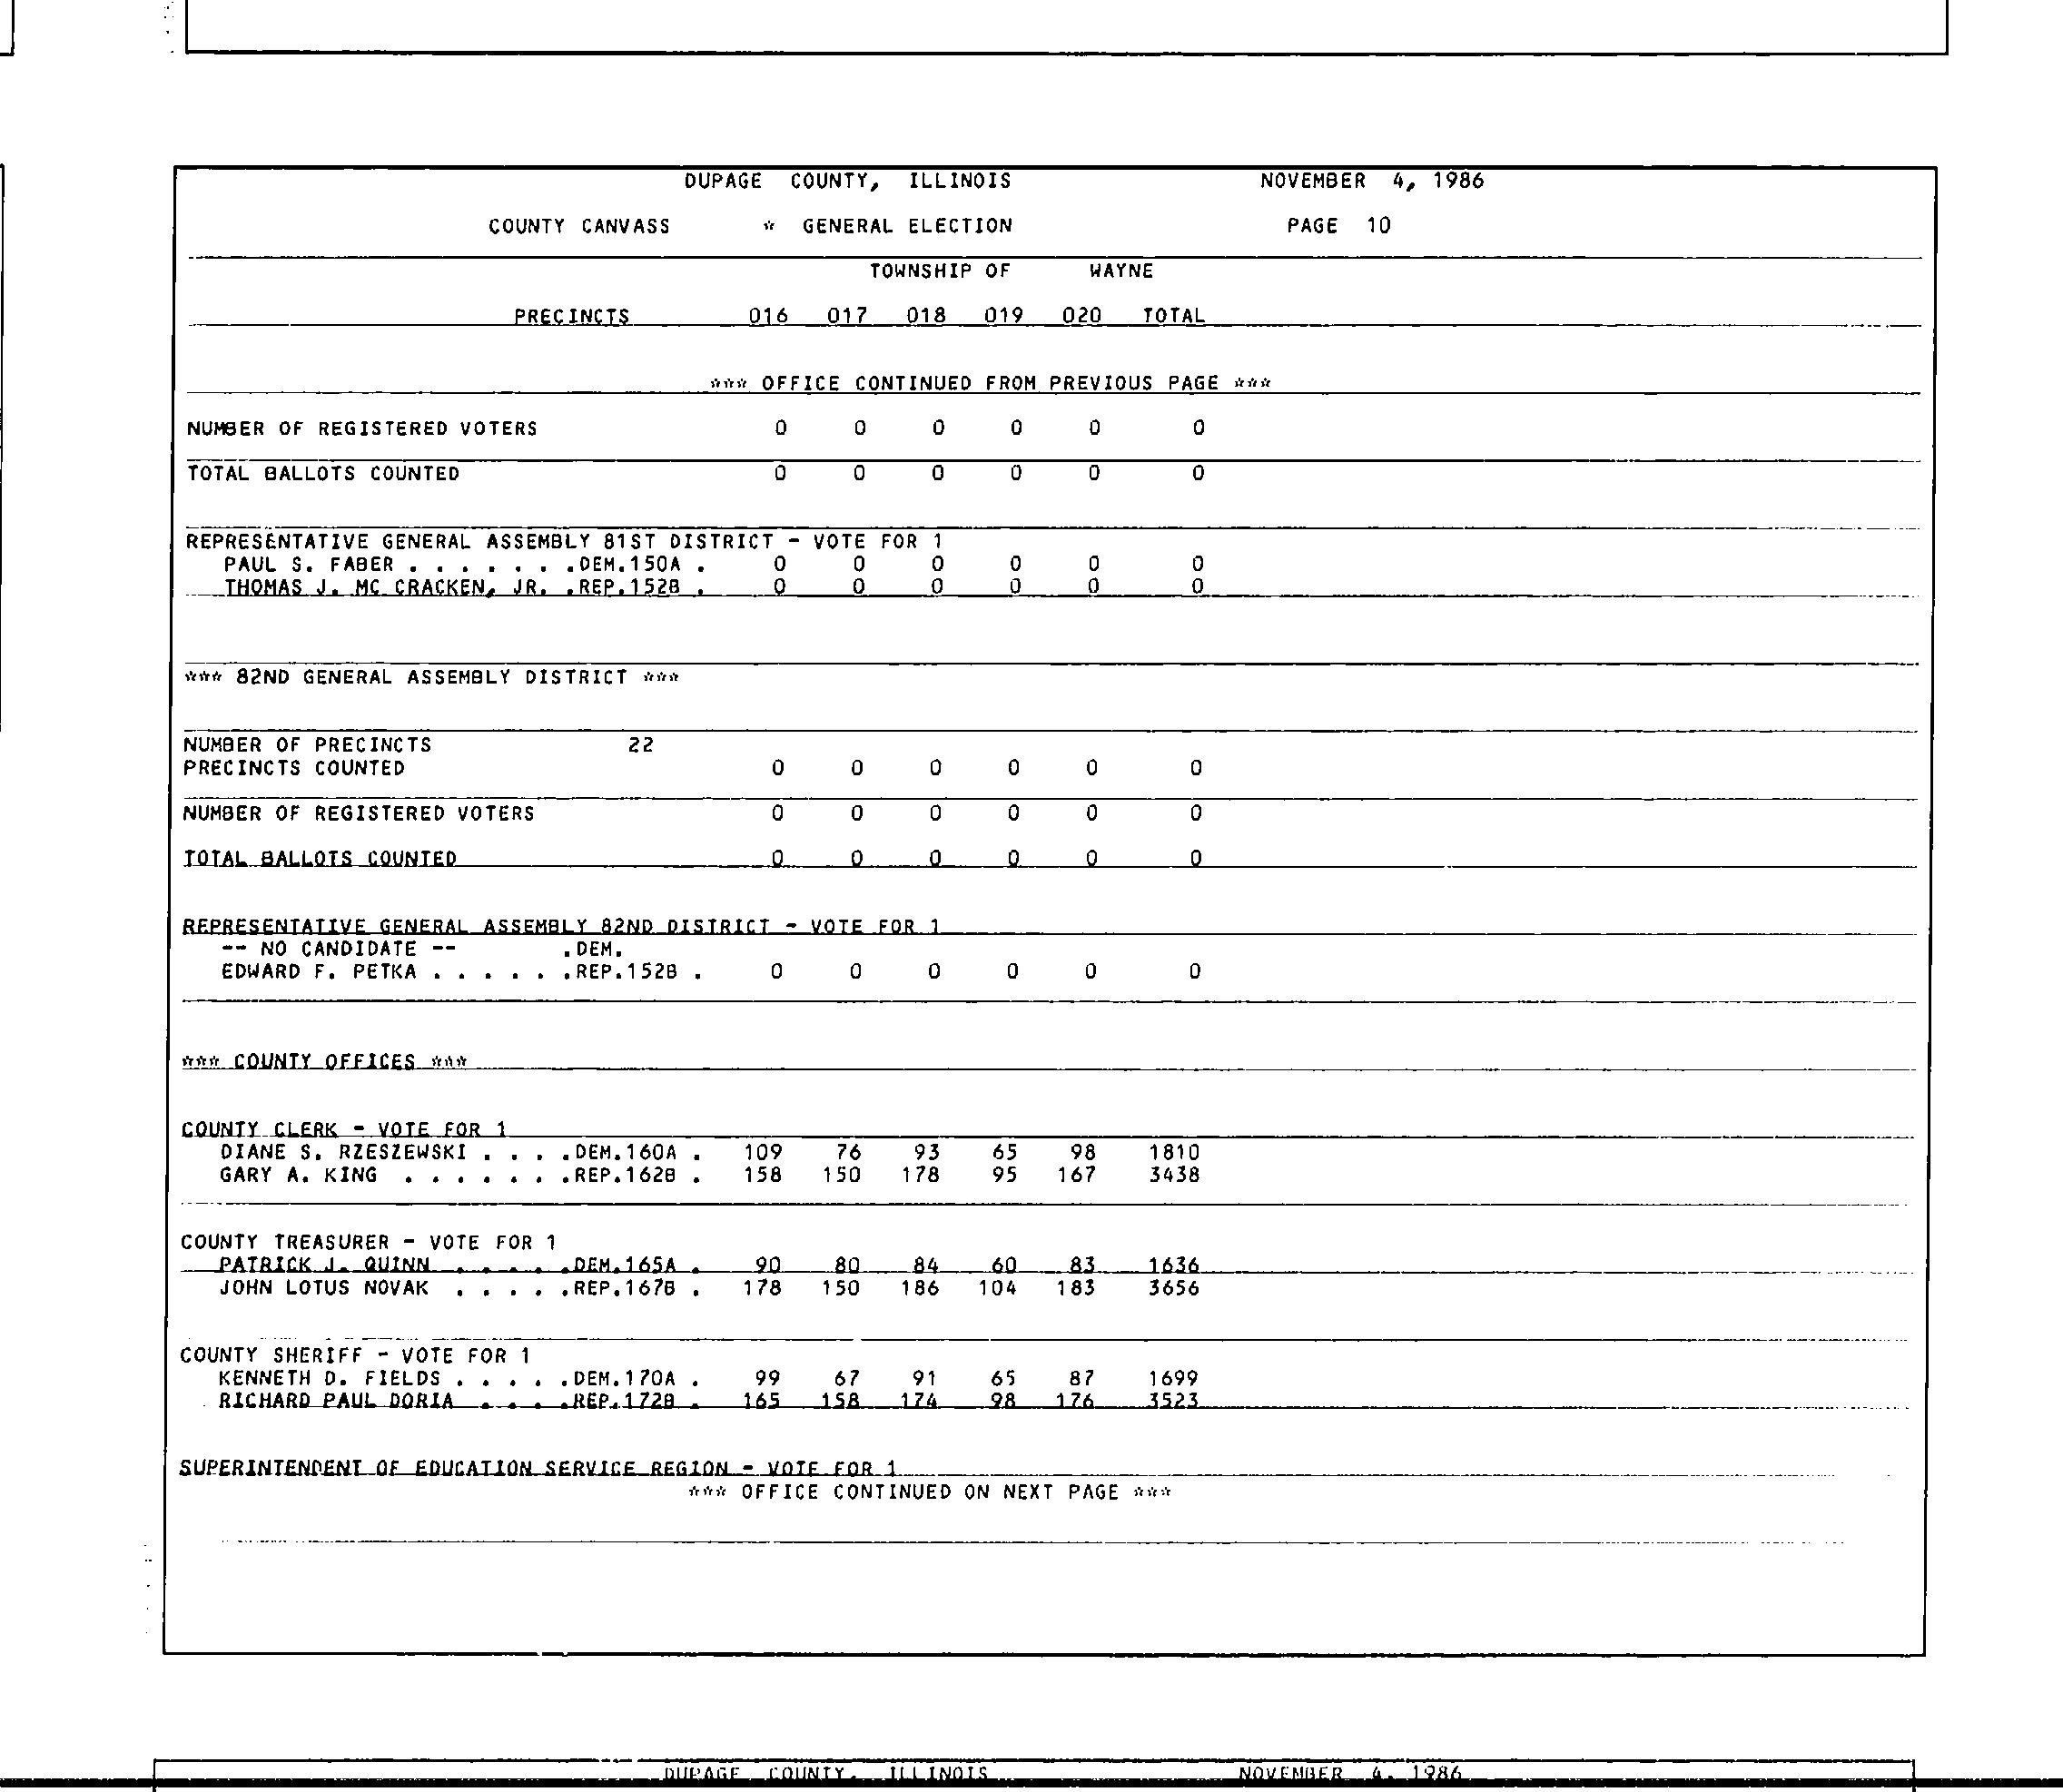 DUPAGE COUNTY, ILLINOIS NOVEMBER 4, 1986
COUNTY CANVASS * GENERAL ELECTION PAGE 10
TOWNSHIP OF WAYNE
PRECINCTS 016 017 018 019 020 TOTAL
*** OFFICE CONTINUED FROM PREVIOUS PAGE ***
NUMBER OF REGISTERED VOTERS 0 0 0 0 0 0
TOTAL BALLOTS COUNTED 0 0 0 0 0 0
REPRESENTATIVE GENERAL ASSEMBLY 81ST DISTRICT - VOTE FOR 1
PAUL S. FABER . . . . . . .DEM.150A . 0 0 0 0 0 0
THOMAS J. MC CRACKEN, JR. .REP.152B . 0 0 0 0 0 0
*** 82ND GENERAL ASSEMBLY DISTRICT ***
NUMBER OF PRECINCTS 22
PRECINCTS COUNTED 0 0 0 0 0 0
NUMBER OF REGISTERED VOTERS 0 0 0 0 0 0
TOTAL BALLOTS COUNTED 0 0 0 0 0 0
REPRESENTATIVE GENERAL ASSEMBLY 82ND DISTRICT - VOTE FOR 1
-- NO CANDIDATE -- .DEM.
EDWARD F. PETKA . . . . . .REP.152B . 0 0 0 0 0 0
*** COUNTY OFFICES ***
COUNTY CLERK - VOTE FOR 1
DIANE S. RZESZEWSKI . . . .DEM.160A . 109 76 93 65 98 1810
GARY A. KING . . . . . . .REP.162B . 158 150 178 95 167 3438
COUNTY TREASURER - VOTE FOR 1
PATRICK J. QUINN . . . . .DEM.165A . 90 80 84 60 83 1636
JOHN LOTUS NOVAK . . . . .REP.167B . 178 150 186 104 183 3656
COUNTY SHERIFF - VOTE FOR 1
KENNETH D. FIELDS . . . . .DEM.170A . 99 67 91 65 87 1699
RICHARD PAUL DORIA . . . .REP.172B . 165 158 174 98 176 3523
SUPERINTENDENT OF EDUCATION SERVICE REGION - VOTE FOR 1
*** OFFICE CONTINUED ON NEXT PAGE ***
DUPAGE COUNTY, ILLINOIS NOVEMBER 4, 1986